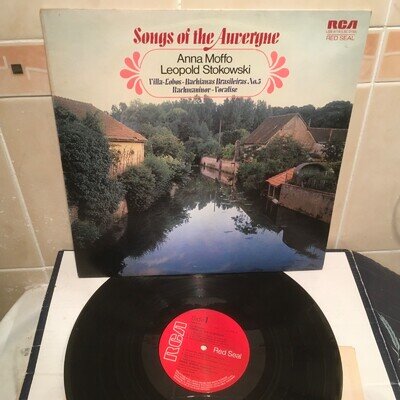 Songs of the Auvergne
RCA
RED SEAL
Anna Moffo
Leopold Stokowski
Villa-Lobos - Bachianas Brasileiras No.5
Rachmaninov - Vocalise
RCA
Red Seal